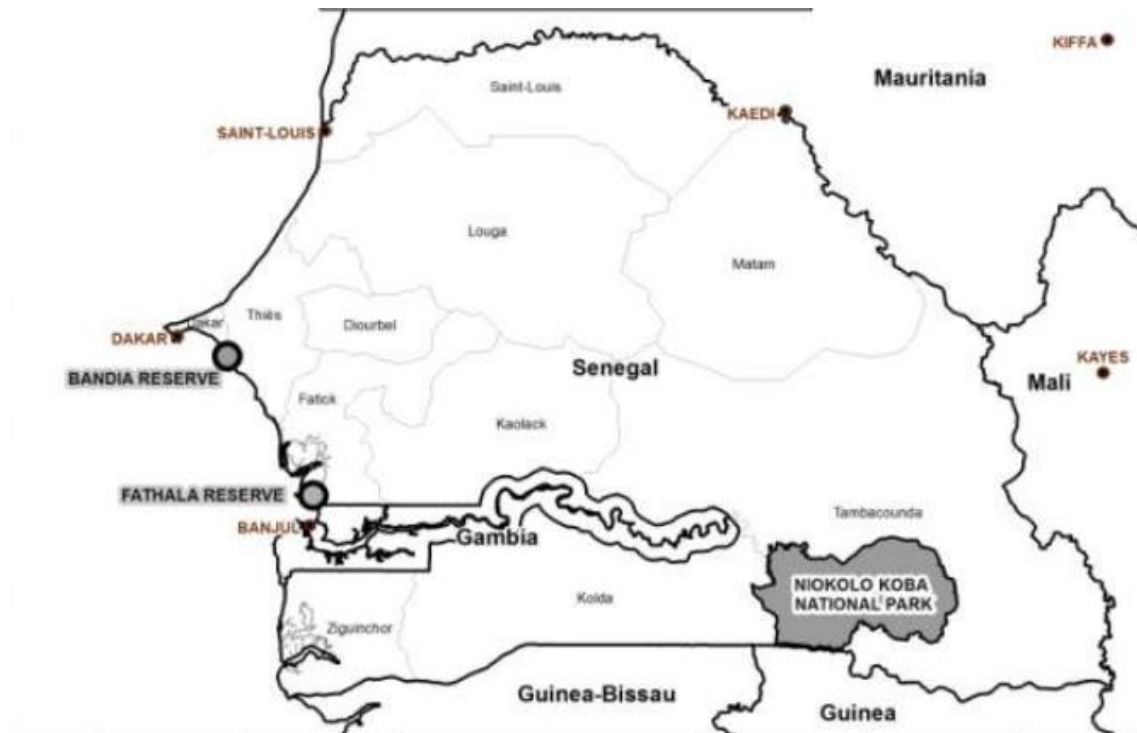 KIFFA
Mauritania
Saint-Louis
SAINT-LOUIS
KAEDI
Louga
Matam
Thiès
Dakar
Diourbel
DAKAR
BANDIA RESERVE
Senegal
KAYES
Mali
Fatick
Kaolack
FATHALA RESERVE
BANJUL
Gambia
Tambacounda
NIOKOLO KOBA
NATIONAL PARK
Kolda
Ziguinchor
Guinea-Bissau
Guinea